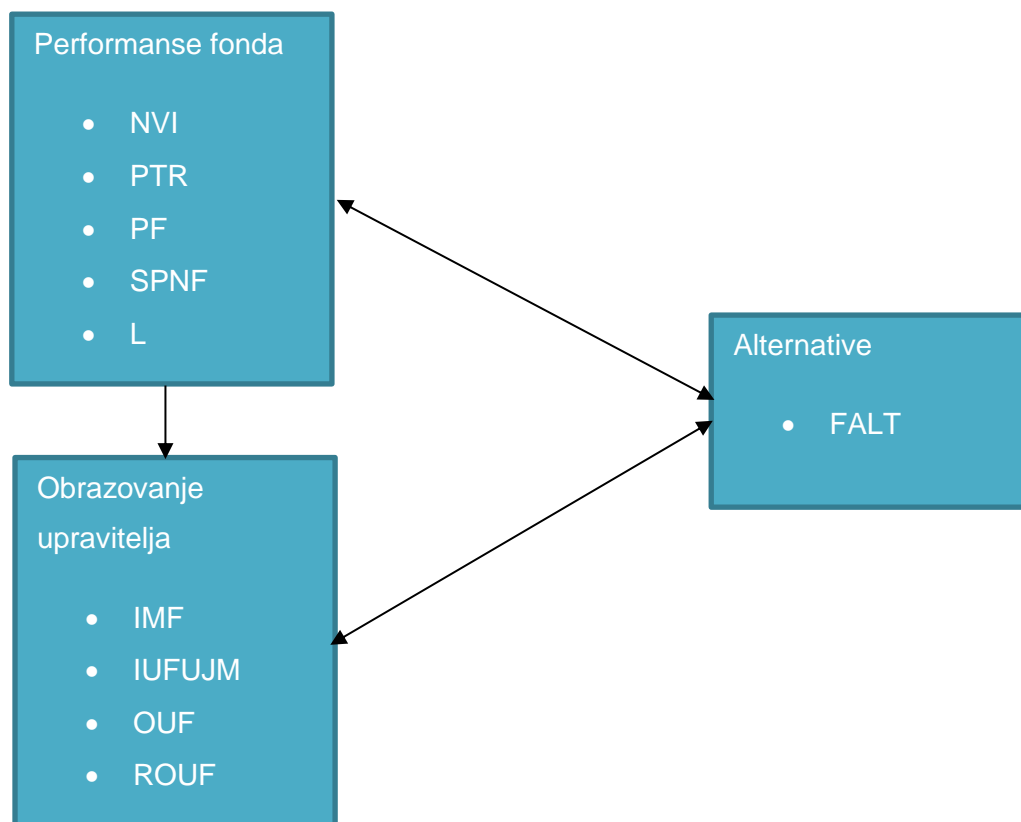 Performanse fonda
• NVI
• PTR
• PF
• SPNF
• L
Alternative
• FALT
Obrazovanje
upravitelja
• IMF
• IUFUJM
• OUF
• ROUF